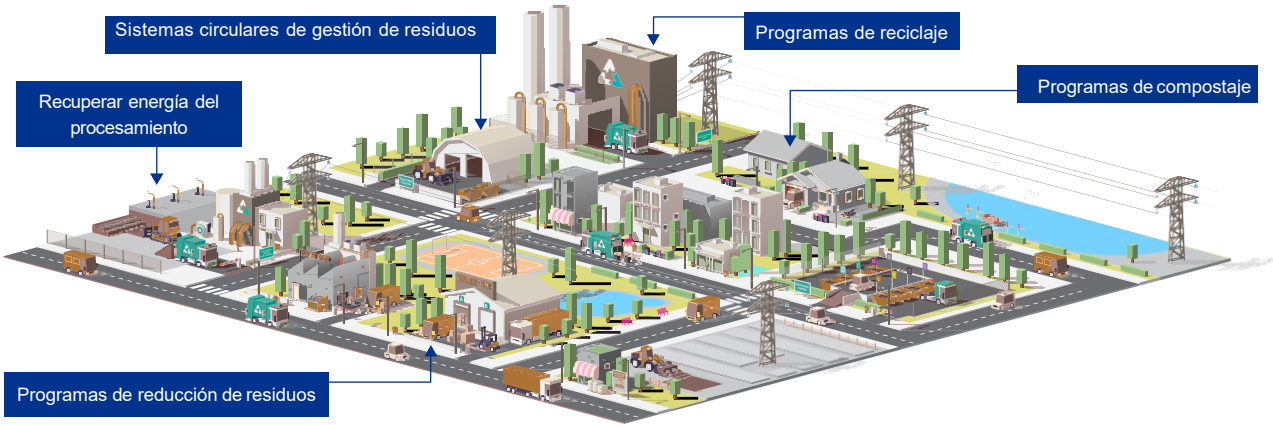 Sistemas circulares de gestión de residuos
Programas de reciclaje
Programas de compostaje
Recuperar energía del
procesamiento
Programas de reducción de residuos